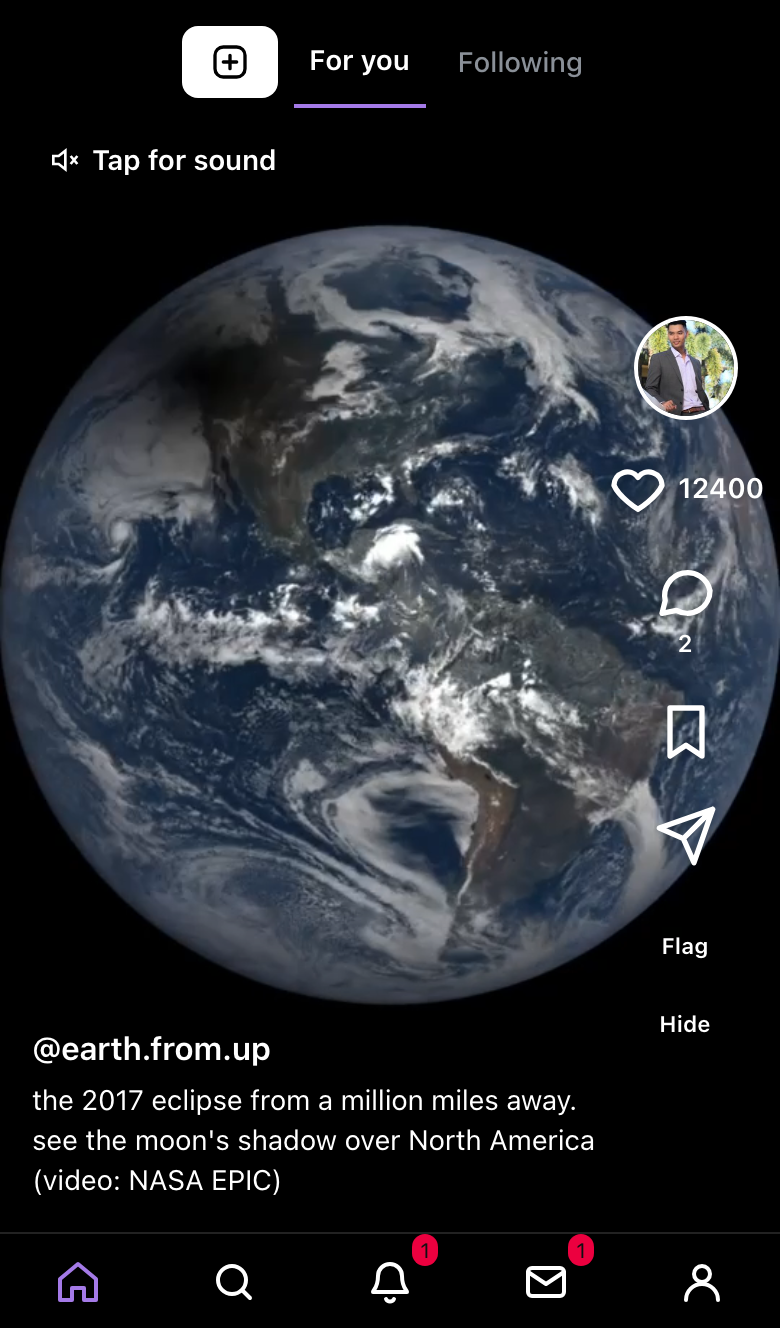 For you
Following
Tap for sound
12400
2
Flag
Hide
@earth.from.up
the 2017 eclipse from a million miles away.
see the moon's shadow over North America
(video: NASA EPIC)
1
1